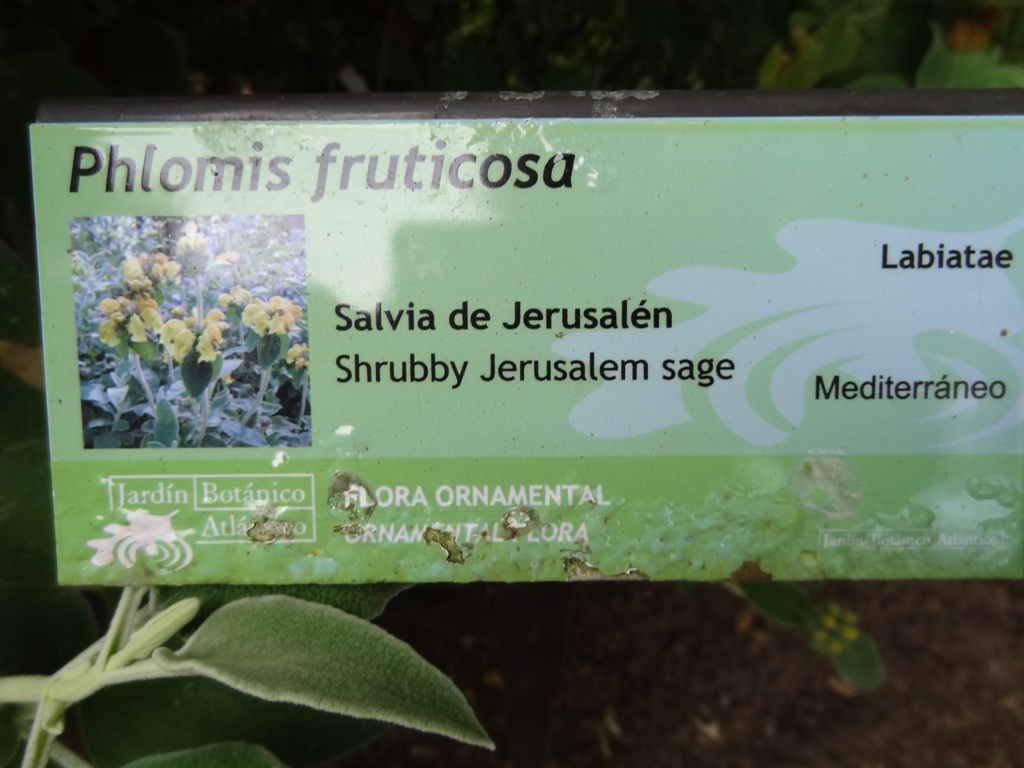 Phlomis fruticosa
Labiatae
Salvia de Jerusalén
Shrubby Jerusalem sage
Mediterráneo
Jardín Botánico
Atlántico
FLORA ORNAMENTAL
ORNAMENTAL FLORA
Jardín Botánico Atlántico